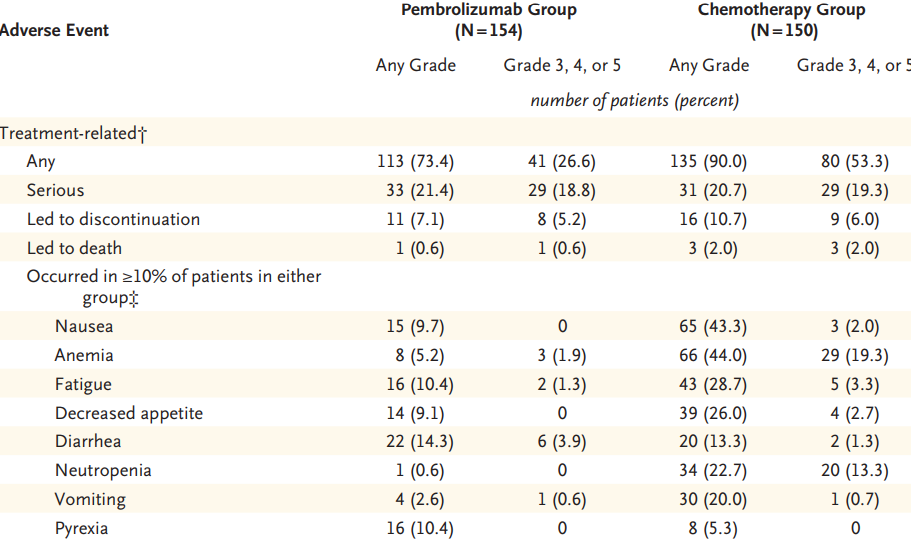 Pembrolizumab Group Chemotherapy Group
Adverse Event (N=154) (N=150)
Any Grade Grade 3, 4, or 5 Any Grade Grade 3, 4, or 5
number of patients (percent)
Treatment-related†
Any 113 (73.4) 41 (26.6) 135 (90.0) 80 (53.3)
Serious 33 (21.4) 29 (18.8) 31 (20.7) 29 (19.3)
Led to discontinuation 11 (7.1) 8 (5.2) 16 (10.7) 9 (6.0)
Led to death 1 (0.6) 1 (0.6) 3 (2.0) 3 (2.0)
Occurred in ≥10% of patients in either
group‡
Nausea 15 (9.7) 0 65 (43.3) 3 (2.0)
Anemia 8 (5.2) 3 (1.9) 66 (44.0) 29 (19.3)
Fatigue 16 (10.4) 2 (1.3) 43 (28.7) 5 (3.3)
Decreased appetite 14 (9.1) 0 39 (26.0) 4 (2.7)
Diarrhea 22 (14.3) 6 (3.9) 20 (13.3) 2 (1.3)
Neutropenia 1 (0.6) 0 34 (22.7) 20 (13.3)
Vomiting 4 (2.6) 1 (0.6) 30 (20.0) 1 (0.7)
Pyrexia 16 (10.4) 0 8 (5.3) 0